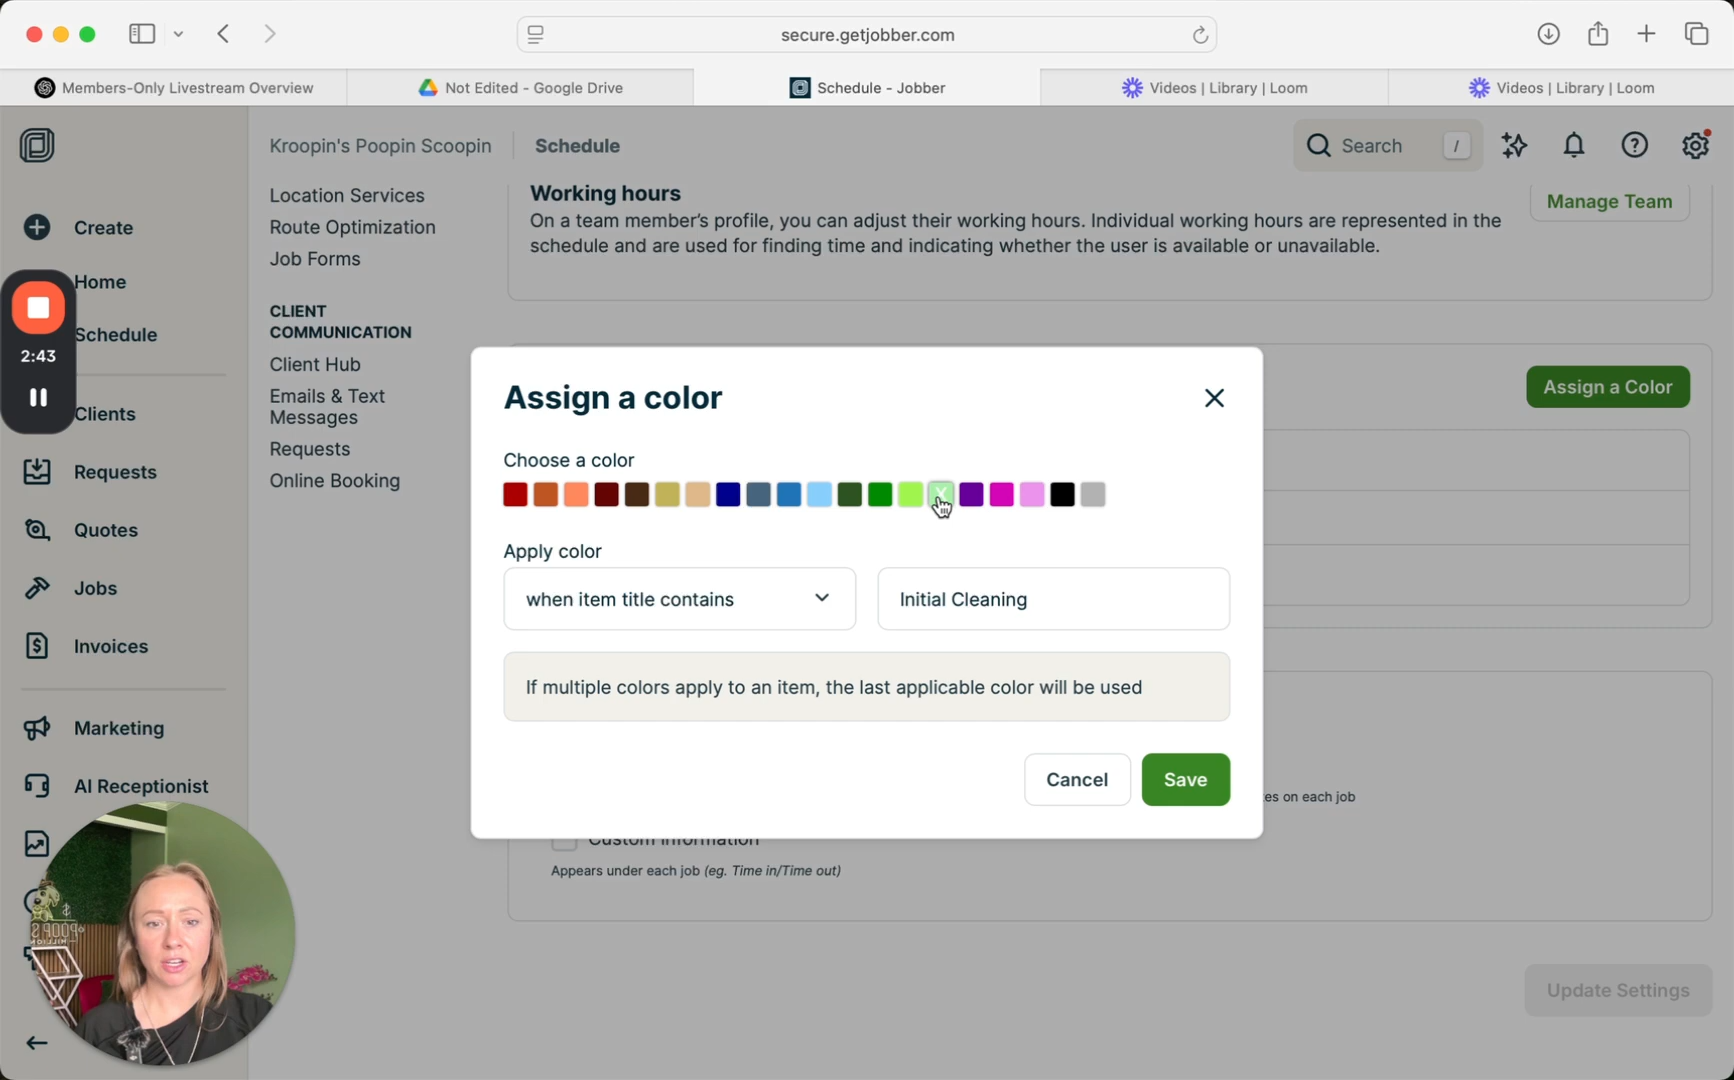 secure.getjobber.com
Members-Only Livestream Overview
Not Edited - Google Drive
Schedule - Jobber
Videos | Library | Loom
Videos | Library | Loom
Kroopin's Poopin Scoopin
Schedule
Search
/
Create
Home
Schedule
Clients
Requests
Quotes
Jobs
Invoices
Marketing
AI Receptionist
2:43
Location Services
Route Optimization
Job Forms
CLIENT
COMMUNICATION
Client Hub
Emails & Text
Messages
Requests
Online Booking
Working hours
On a team member's profile, you can adjust their working hours. Individual working hours are represented in the
schedule and are used for finding time and indicating whether the user is available or unavailable.
Manage Team
Assign a Color
Assign a color
Choose a color
Apply color
when item title contains
Initial Cleaning
If multiple colors apply to an item, the last applicable color will be used
Cancel
Save
es on each job
Custom information
Appears under each job (eg. Time in/Time out)
Update Settings